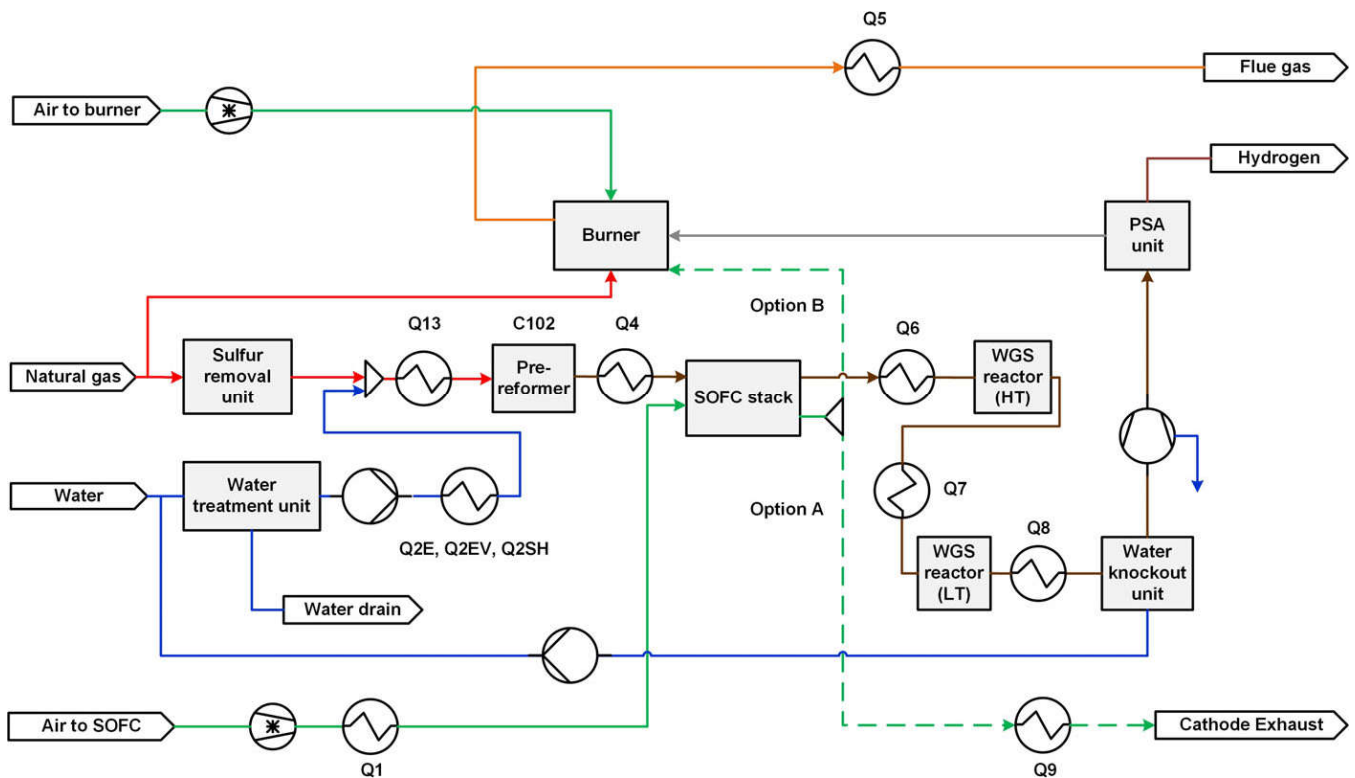 Q5
Flue gas
Air to burner
Hydrogen
Burner
PSA
unit
Option B
Q13
C102
Q4
Q6
Natural gas
Sulfur
removal
unit
Pre-
reformer
SOFC stack
WGS
reactor
(HT)
Water
Water
treatment unit
Q7
Option A
Q2E, Q2EV, Q2SH
Q8
WGS
reactor
(LT)
Water
knockout
unit
Water drain
Air to SOFC
Cathode Exhaust
Q1
Q9